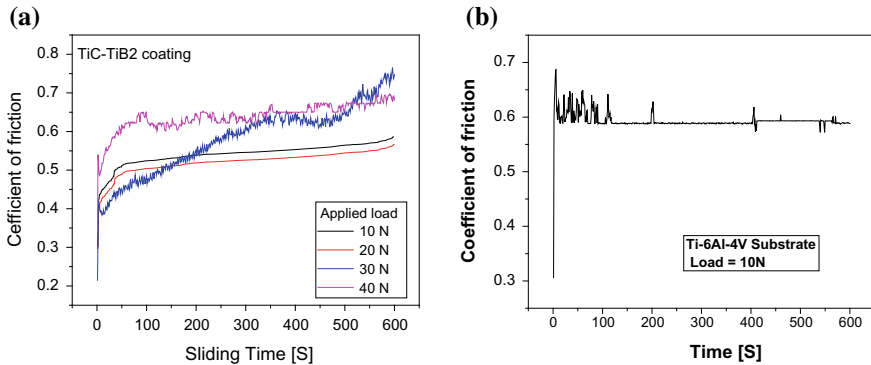 (a)
TiC-TiB2 coating
Cefficient of friction
0.8
0.7
0.6
0.5
0.4
0.3
0.2
0 100 200 300 400 500 600
Sliding Time [S]
Applied load
10 N
20 N
30 N
40 N
(b)
Coefficient of friction
0.7
0.6
0.5
0.4
0.3
0 100 200 300 400 500 600
Time [S]
Ti-6Al-4V Substrate
Load = 10N